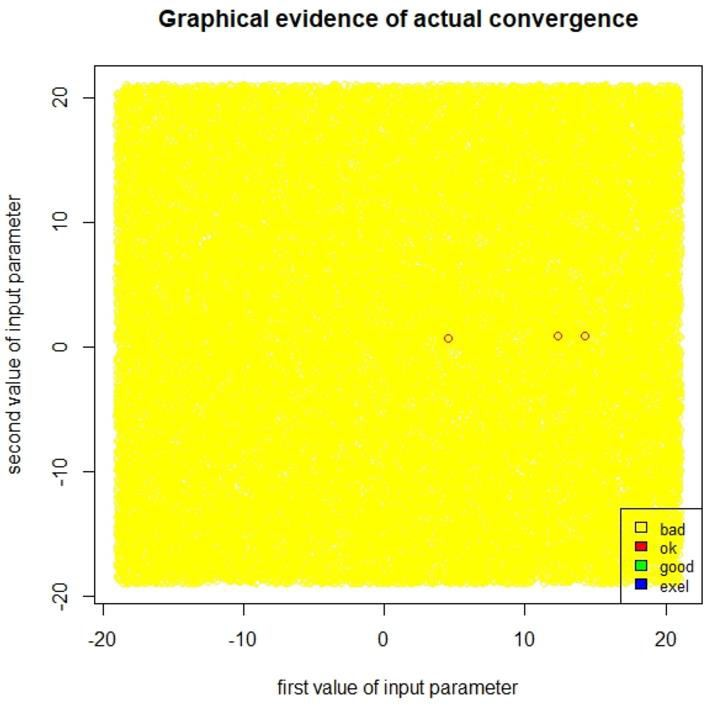 Graphical evidence of actual convergence
second value of input parameter
20
10
0
-10
-20
bad
ok
good
exel
-20
-10
0
10
20
first value of input parameter